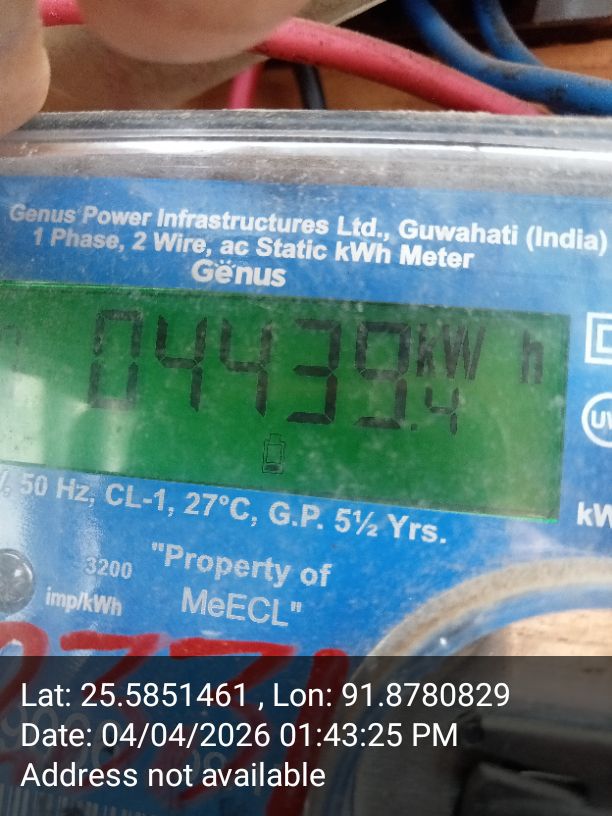 Genus Power Infrastructures Ltd., Guwahati (India)
1 Phase, 2 Wire, ac Static kWh Meter
Genus
04439.4 kWh
50 Hz, CL-1, 27°C, G.P. 5½ Yrs.
3200
imp/kWh
"Property of
MeECL"
Lat: 25.5851461 , Lon: 91.8780829
Date: 04/04/2026 01:43:25 PM
Address not available